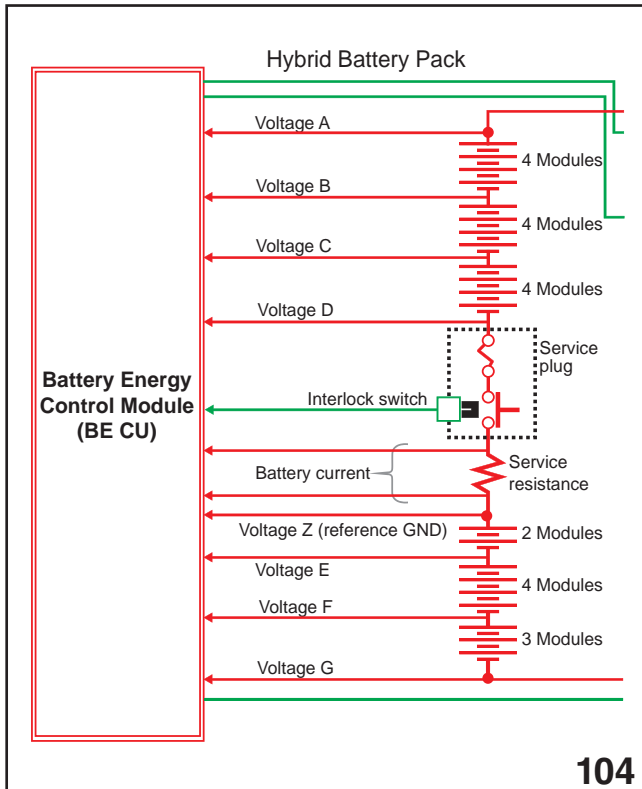 Hybrid Battery Pack
Voltage A
4 Modules
Voltage B
4 Modules
Voltage C
4 Modules
Voltage D
Service
plug
Battery Energy
Control Module
(BE CU)
Interlock switch
Battery current
Service
resistance
Voltage Z (reference GND)
2 Modules
Voltage E
4 Modules
Voltage F
3 Modules
Voltage G
104